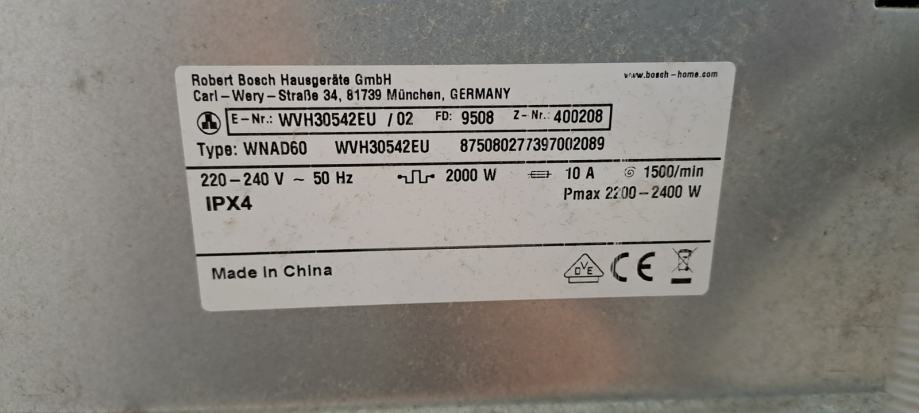 Robert Bosch Hausgeräte GmbH
www.bosch-home.com
Carl-Wery-Straße 34, 81739 München, GERMANY
E-Nr.: WVH30542EU / 02 FD: 9508 Z-Nr.: 400208
Type: WNAD60 WVH30542EU 875080277397002089
220-240 V ~ 50 Hz 2000 W 10 A 1500/min
IPX4 Pmax 2200-2400 W
Made in China
DVE CE